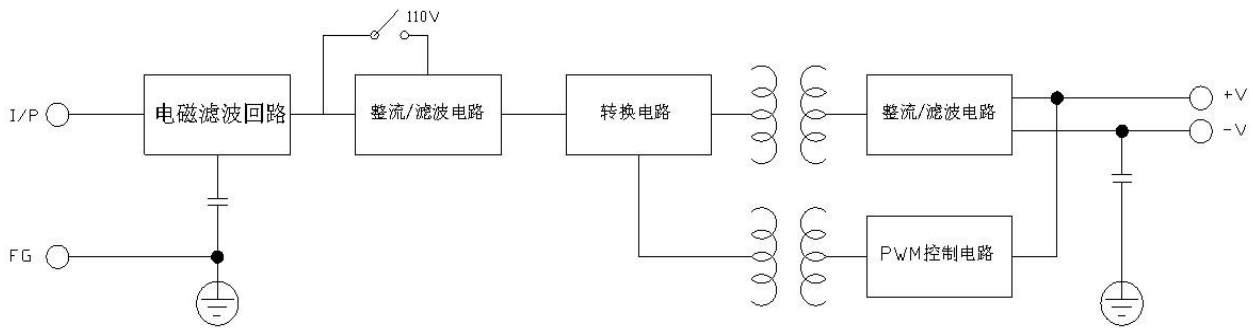 110V
I/P
电磁滤波回路
整流/滤波电路
转换电路
整流/滤波电路
+V
-V
FG
PWM控制电路